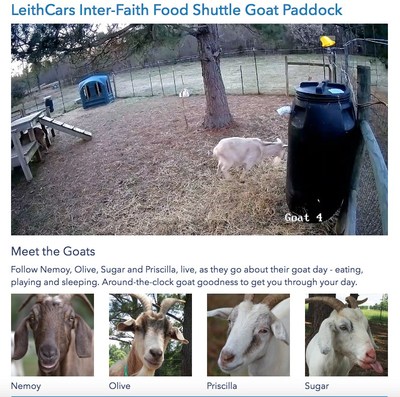 LeithCars Inter-Faith Food Shuttle Goat Paddock
Goat 4
Meet the Goats
Follow Nemoy, Olive, Sugar and Priscilla, live, as they go about their goat day - eating,
playing and sleeping. Around-the-clock goat goodness to get you through your day.
Nemoy
Olive
Priscilla
Sugar